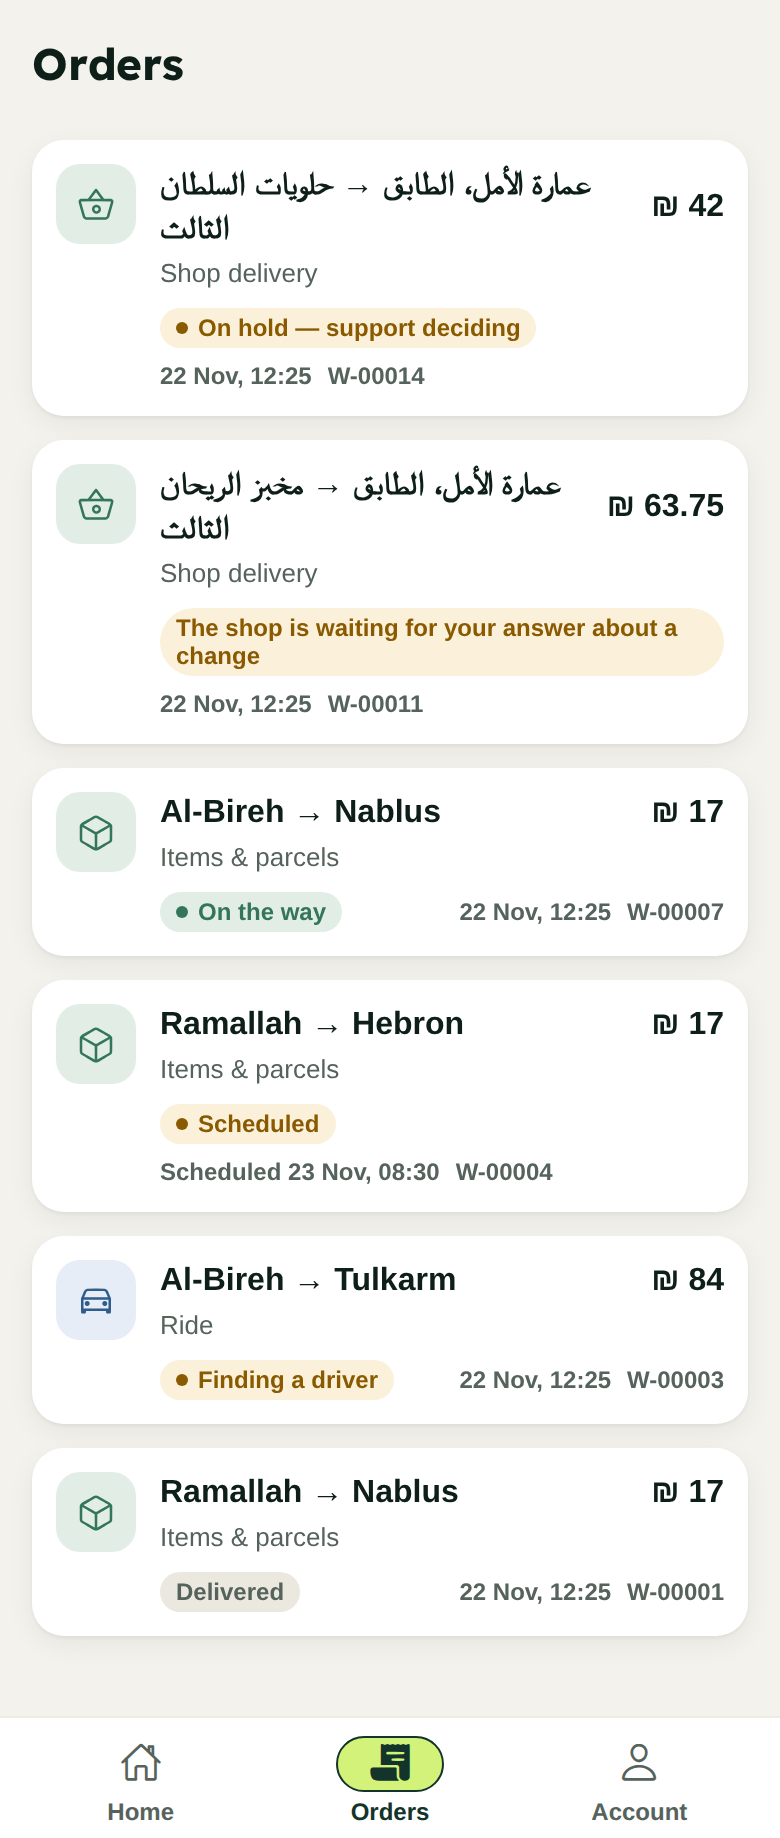 Orders
حلويات السلطان → عمارة الأمل، الطابق
الثالث
₪ 42
Shop delivery
On hold — support deciding
22 Nov, 12:25 W-00014
مخبز الريحان → عمارة الأمل، الطابق
الثالث
₪ 63.75
Shop delivery
The shop is waiting for your answer about a
change
22 Nov, 12:25 W-00011
Al-Bireh → Nablus
₪ 17
Items & parcels
On the way
22 Nov, 12:25 W-00007
Ramallah → Hebron
₪ 17
Items & parcels
Scheduled
Scheduled 23 Nov, 08:30 W-00004
Al-Bireh → Tulkarm
₪ 84
Ride
Finding a driver
22 Nov, 12:25 W-00003
Ramallah → Nablus
₪ 17
Items & parcels
Delivered
22 Nov, 12:25 W-00001
Home
Orders
Account